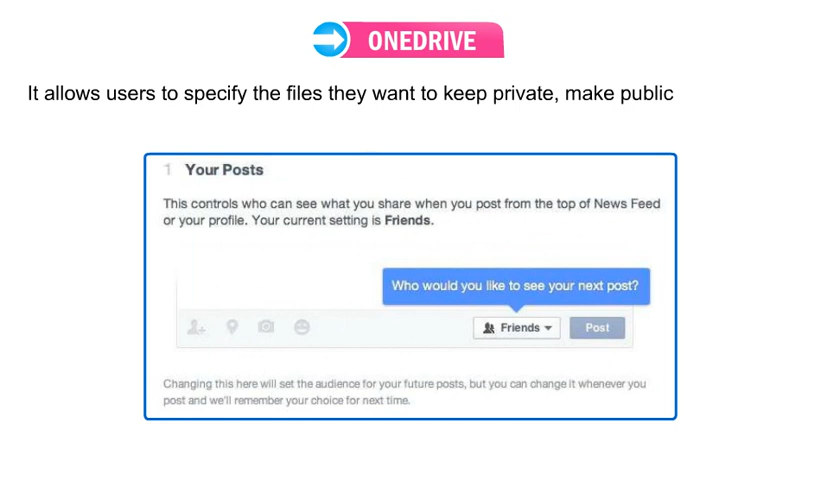 ONEDRIVE
It allows users to specify the files they want to keep private, make public
1 Your Posts
This controls who can see what you share when you post from the top of News Feed
or your profile. Your current setting is Friends.
Who would you like to see your next post?
Friends
Post
Changing this here will set the audience for your future posts, but you can change it whenever you
post and we'll remember your choice for next time.